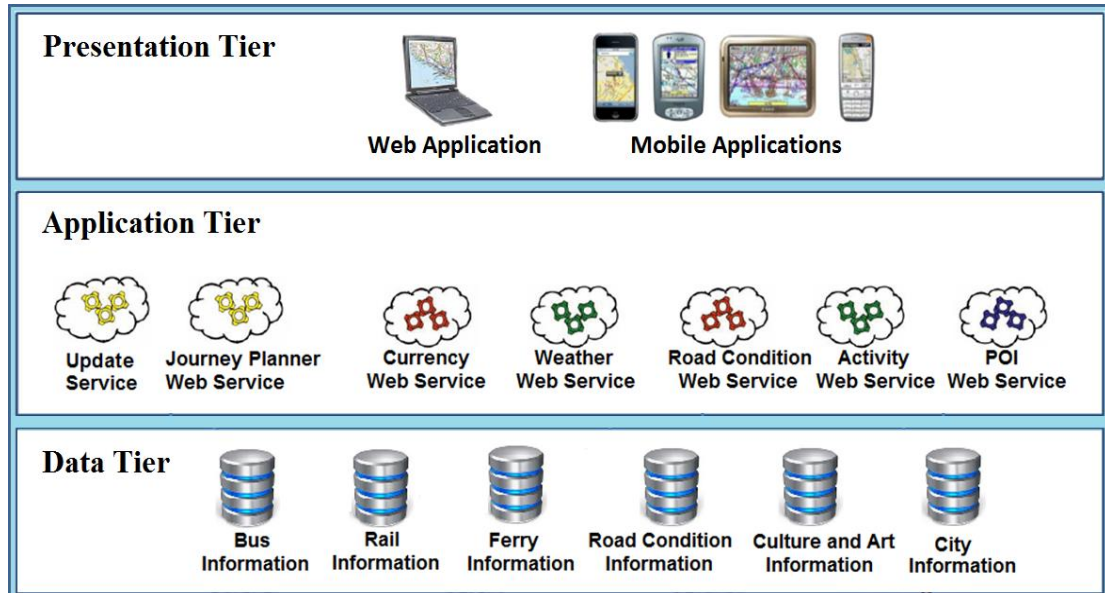 Presentation Tier
Web Application
Mobile Applications
Application Tier
Update
Service
Journey Planner
Web Service
Currency
Web Service
Weather
Web Service
Road Condition
Web Service
Activity
Web Service
POI
Web Service
Data Tier
Bus
Information
Rail
Information
Ferry
Information
Road Condition
Information
Culture and Art
Information
City
Information